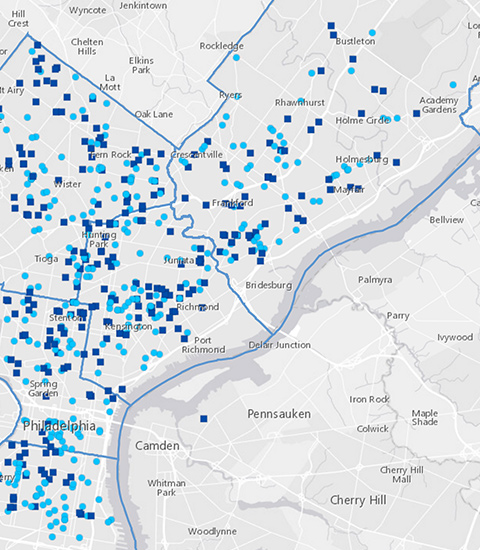 Hill
Crest
Wyncote
Jenkintown
Chelten
Hills
Elkins
Park
Rockledge
Bustleton
La
Mott
Ryers
Rhawnhurst
Academy
Gardens
Oak Lane
Holme Circle
Fern Rock
Crescentville
Holmesburg
Wister
Mayfair
Frankford
Bellview
Hunting
Park
Tioga
Juniata
Bridesburg
Palmyra
Richmond
Parry
Kensington
Port
Richmond
Delair Junction
Ivywood
Spring
Garden
Iron Rock
Philadelphia
Pennsauken
Maple
Shade
Colwick
Camden
Cherry Hill
Mall
Whitman
Park
Cherry Hill
Woodlynne